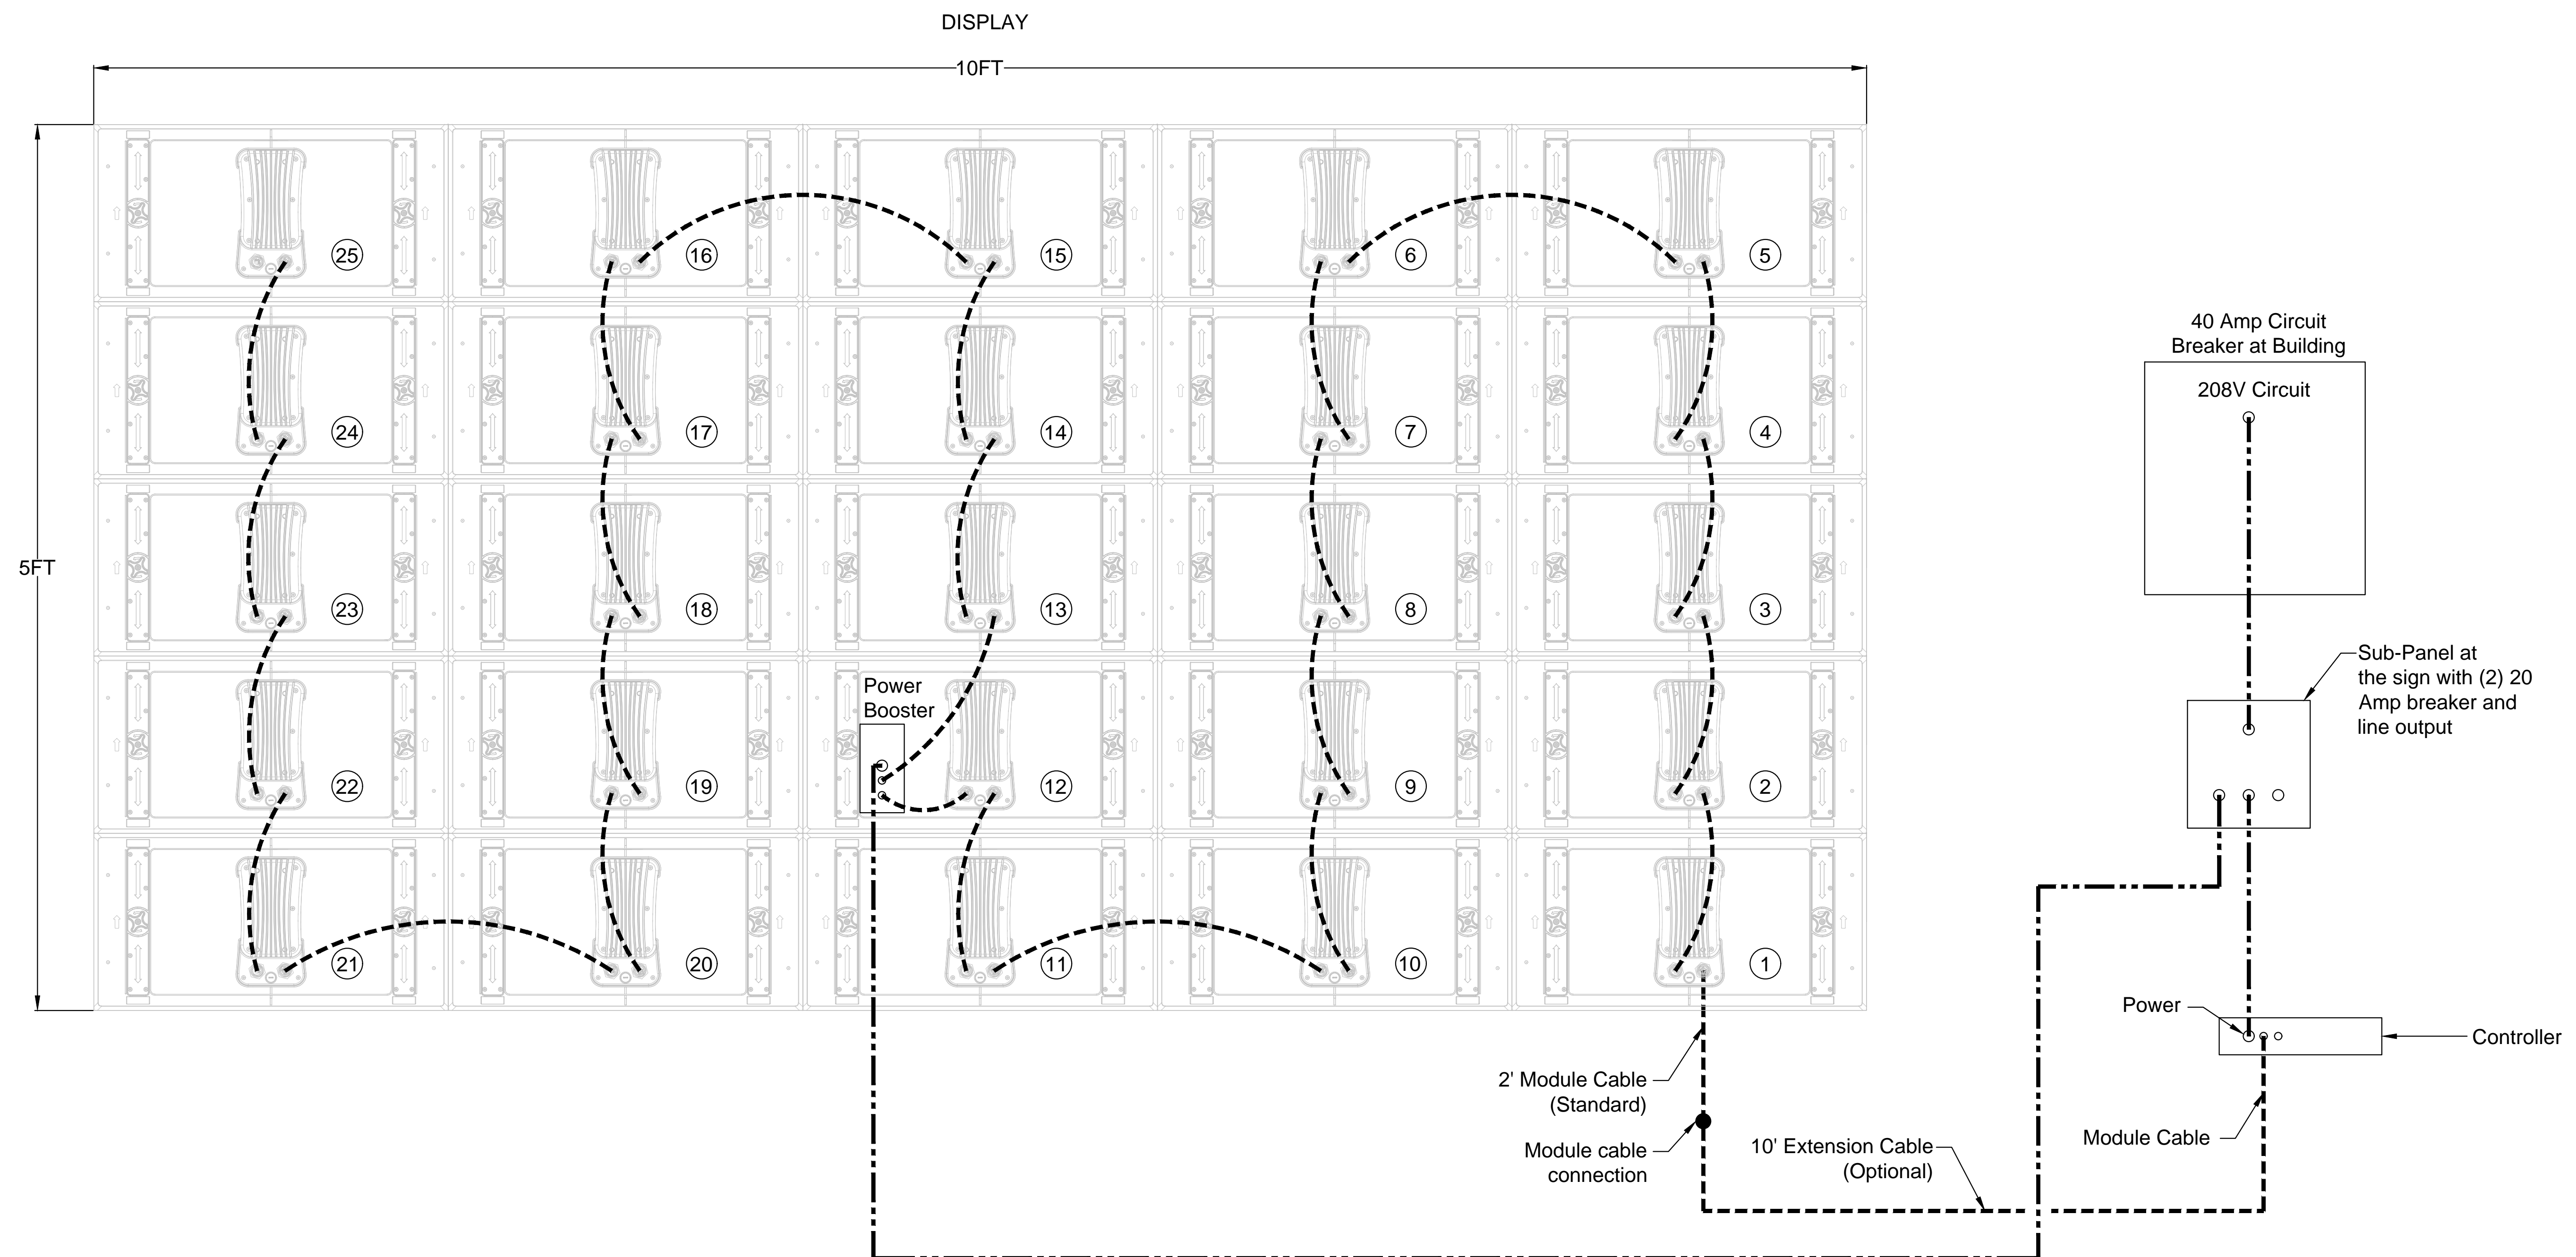 DISPLAY
10FT
5FT
25
16
15
6
5
24
17
14
7
4
23
18
13
8
3
Power
Booster
22
19
12
9
2
21
20
11
10
1
40 Amp Circuit
Breaker at Building
208V Circuit
Sub-Panel at
the sign with (2) 20
Amp breaker and
line output
Power
Controller
2' Module Cable
(Standard)
Module cable
connection
10' Extension Cable
(Optional)
Module Cable